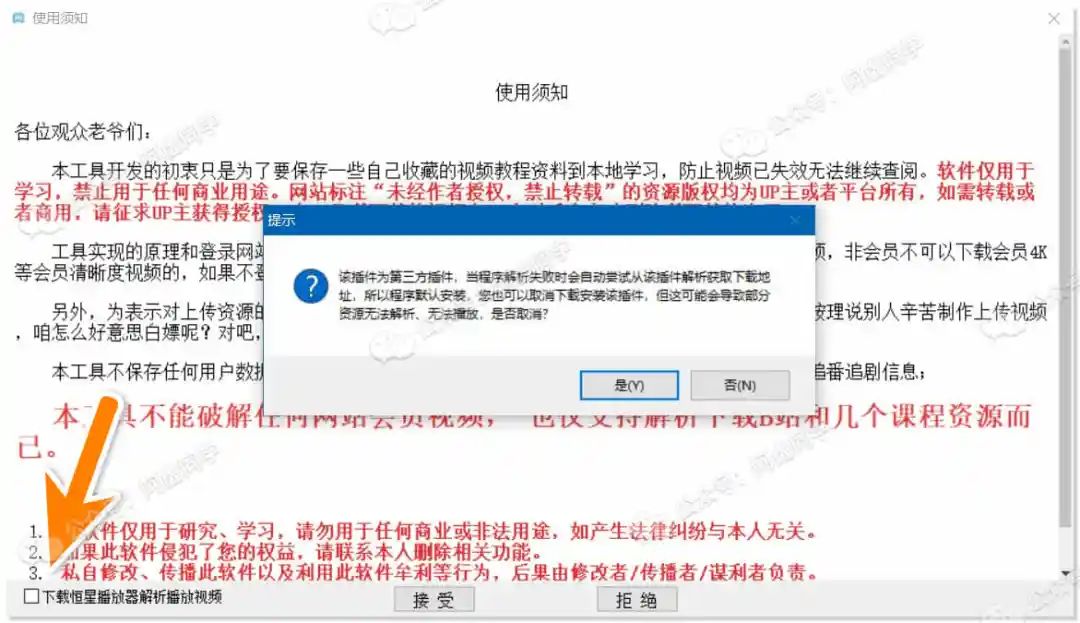 使用须知
使用须知
各位观众老爷们:
本工具开发的初衷只是为了要保存一些自己收藏的视频教程资料到本地学习，防止视频已失效无法继续查阅。软件仅用于
学习，禁止用于任何商业用途。网站标注“未经作者授权，禁止转载”的资源版权均为UP主或者平台所有，如需转载或
者商用，请征求UP主获得授权
工具实现的原理和登录网站 频，非会员不可以下载会员4K
等会员清晰度视频的，如果不登
另外，为表示对上传资源的 按理说别人辛苦制作上传视频
，咱怎么好意思白嫖呢？对吧，
本工具不保存任何用户数据 追番追剧信息；
提示
该插件为第三方插件，当程序解析失败时会自动尝试从该插件解析获取下载地
址，所以程序默认安装，您也可以取消下载安装该插件，但这可能会导致部分
资源无法解析、无法播放，是否取消？
是(Y) 否(N)
本工具不能破解任何网站会员视频，也仅支持解析下载B站和几个课程资源而
已。
1. 软件仅用于研究、学习，请勿用于任何商业或非法用途，如产生法律纠纷与本人无关。
2. 如果此软件侵犯了您的权益，请联系本人删除相关功能。
3. 私自修改、传播此软件以及利用此软件牟利等行为，后果由修改者/传播者/谋利者负责。
下载恒星播放器解析播放视频
接 受 拒 绝